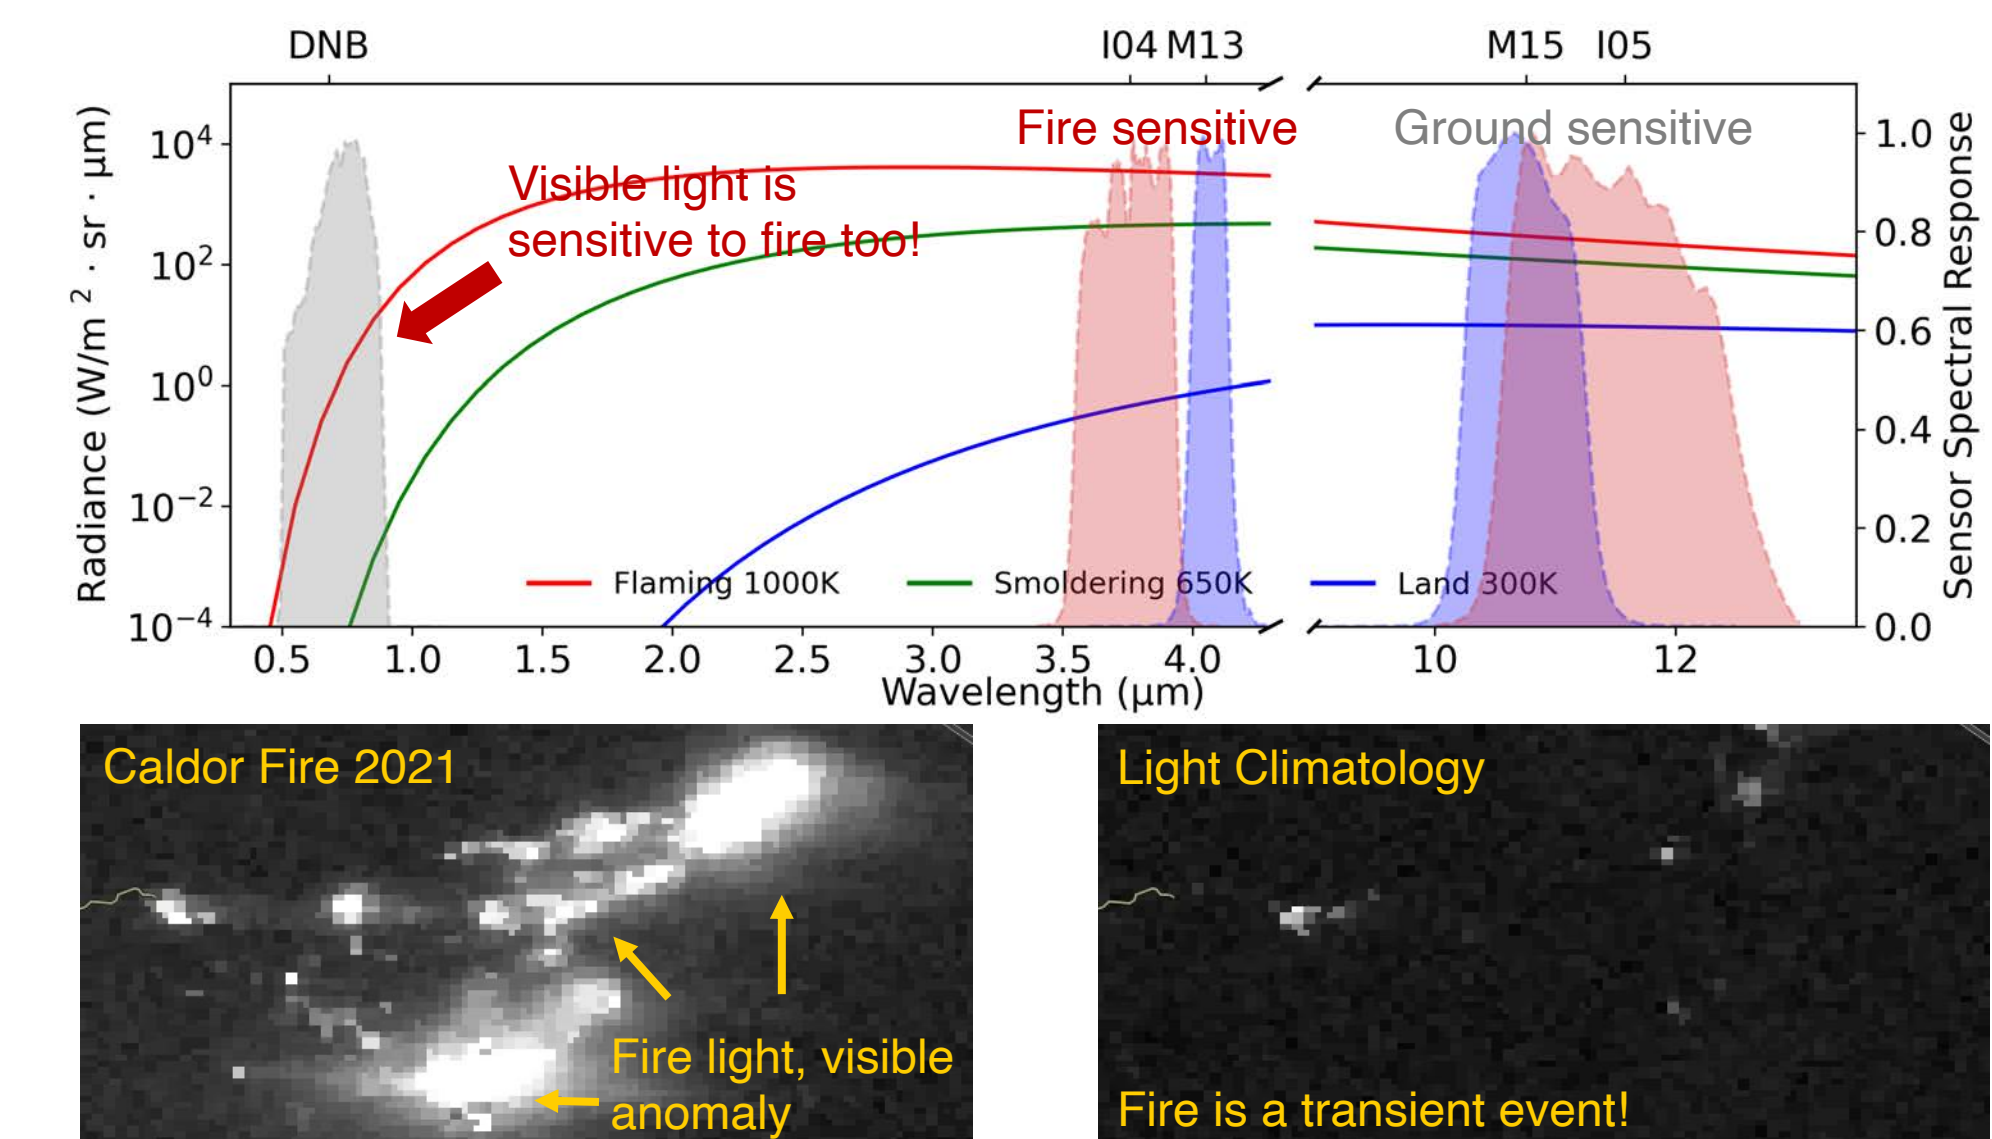 DNB
I04 M13
M15 I05
Radiance (W/m² · sr · μm)
10⁴
10²
10⁰
10⁻²
10⁻⁴
Fire sensitive
Ground sensitive
Visible light is
sensitive to fire too!
Flaming 1000K
Smoldering 650K
Land 300K
1.0
0.8
0.6
0.4
0.2
0.0
Sensor Spectral Response
0.5 1.0 1.5 2.0 2.5 3.0 3.5 4.0 10 12
Wavelength (μm)
Caldor Fire 2021
Fire light, visible
anomaly
Light Climatology
Fire is a transient event!